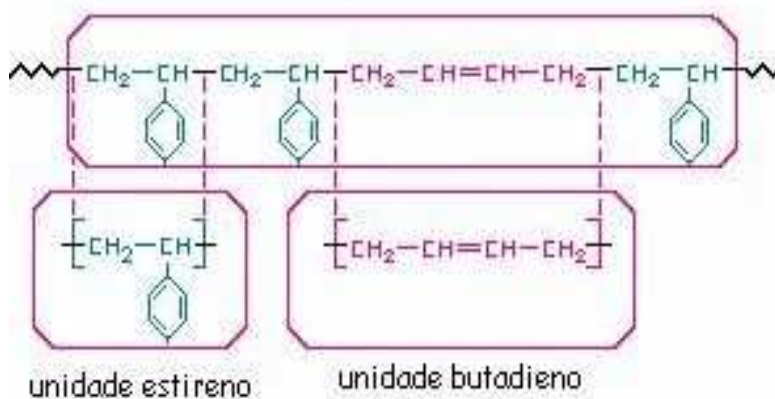 CH₂—CH—CH₂—CH—CH₂—CH=CH—CH₂—CH₂—CH
CH₂—CH
CH₂—CH=CH—CH₂
unidade estireno
unidade butadieno